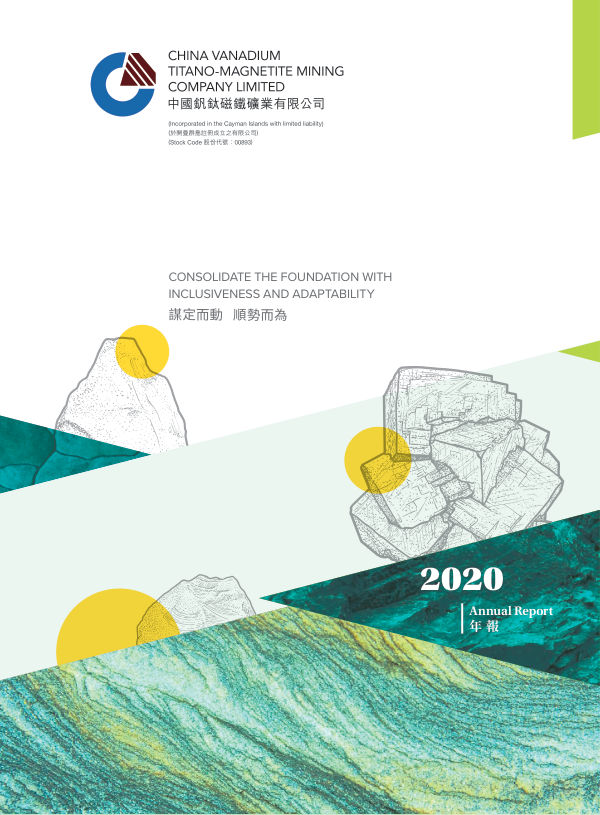 CHINA VANADIUM
TITANO-MAGNETITE MINING
COMPANY LIMITED
中國釩鈦磁鐵礦業有限公司
(Incorporated in the Cayman Islands with limited liability)
(於開曼群島註冊成立之有限公司)
(Stock Code 股份代號：00893)
CONSOLIDATE THE FOUNDATION WITH
INCLUSIVENESS AND ADAPTABILITY
謀定而動 順勢而為
2020
Annual Report
年報